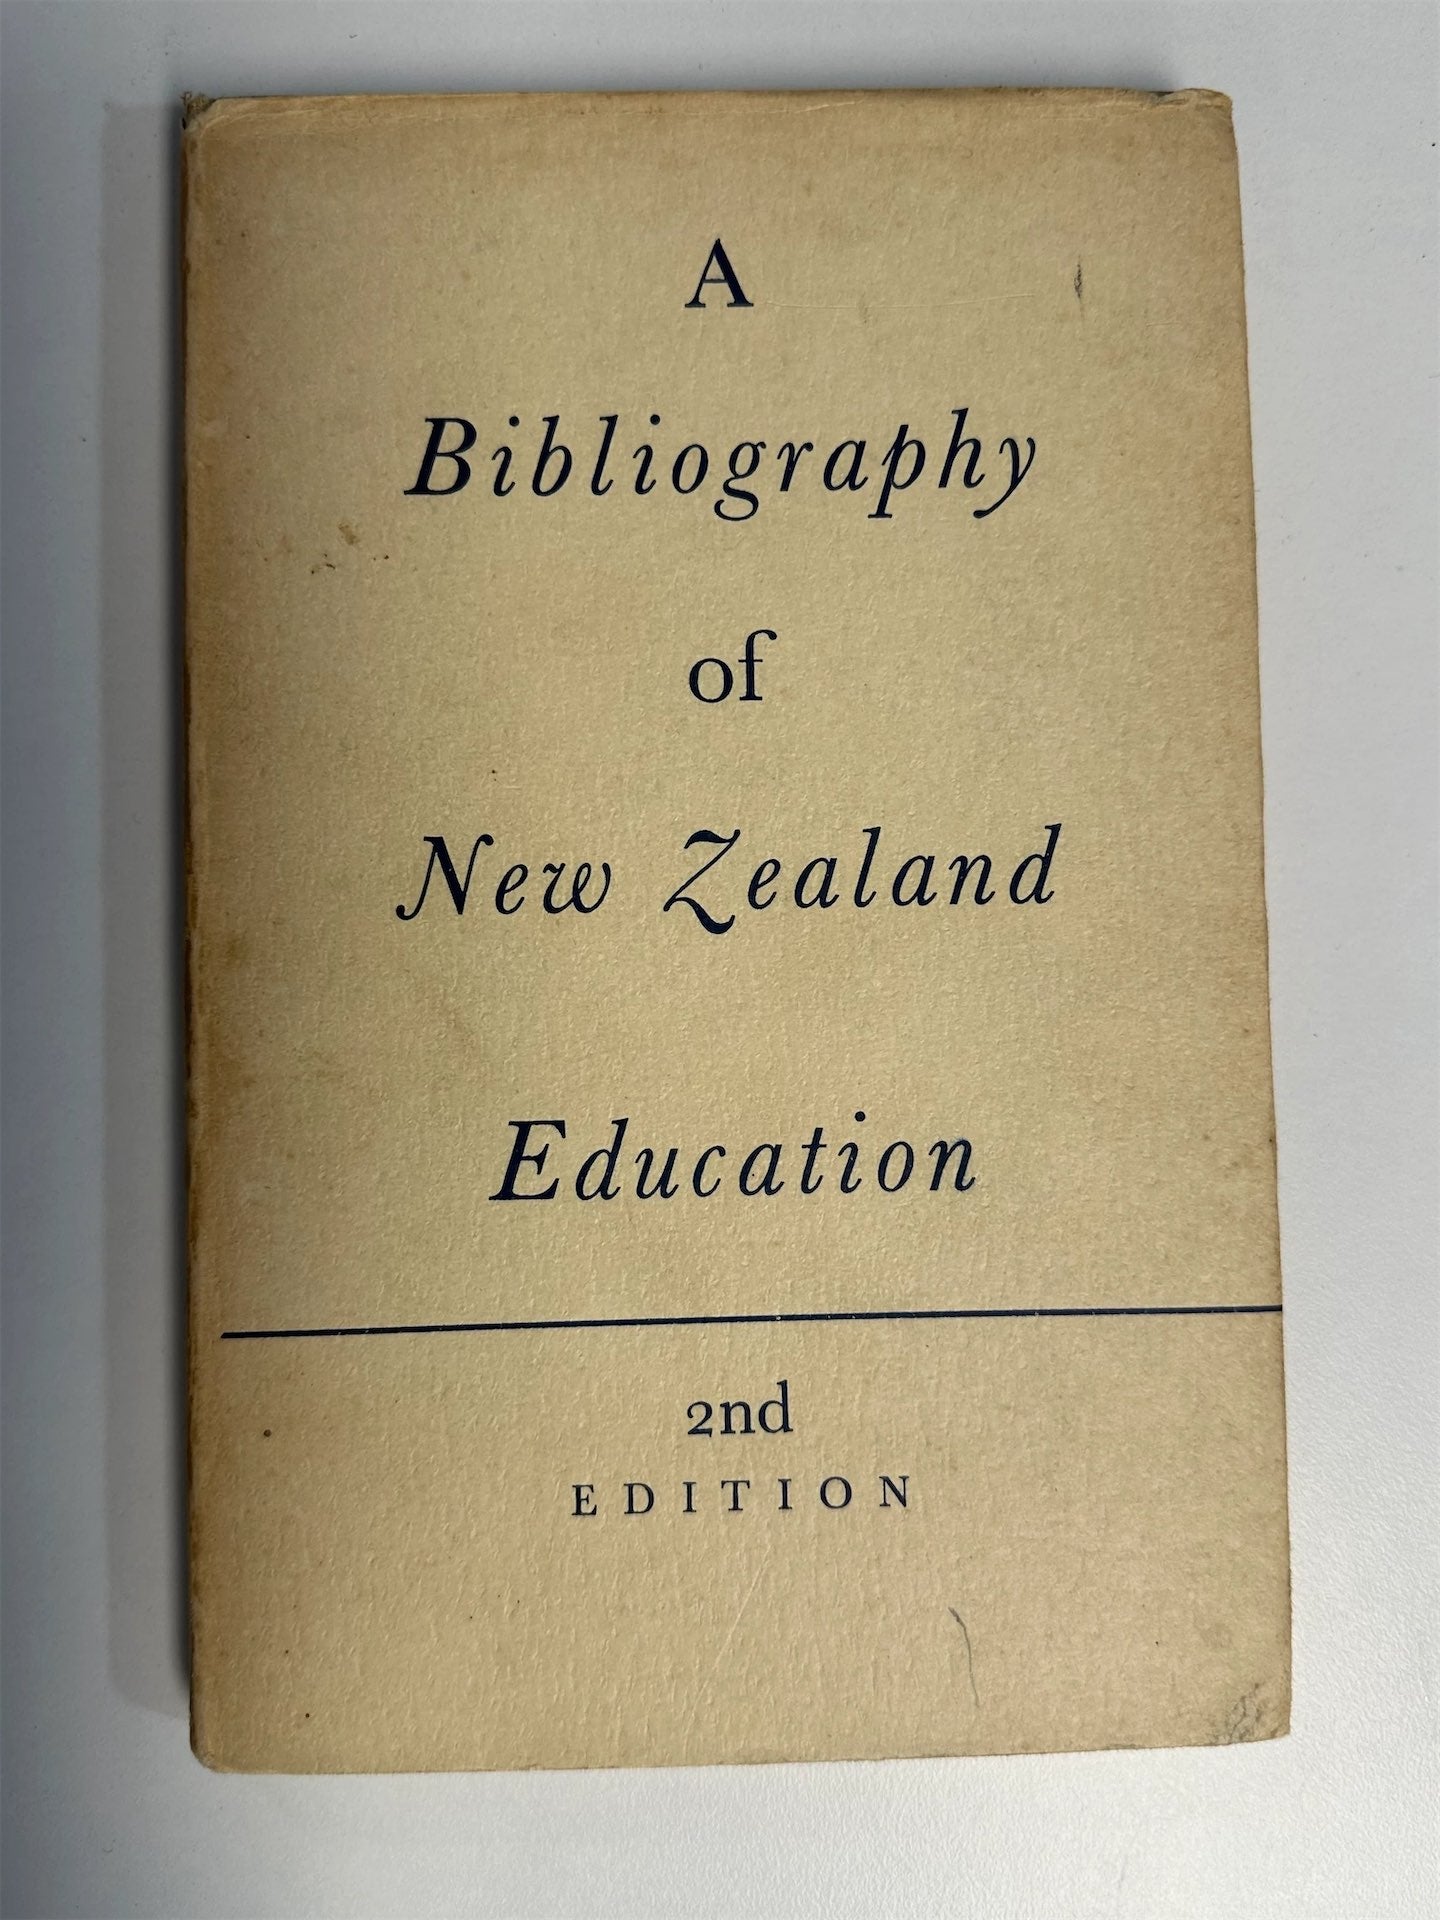 A
Bibliography
of
New Zealand
Education
2nd
EDITION